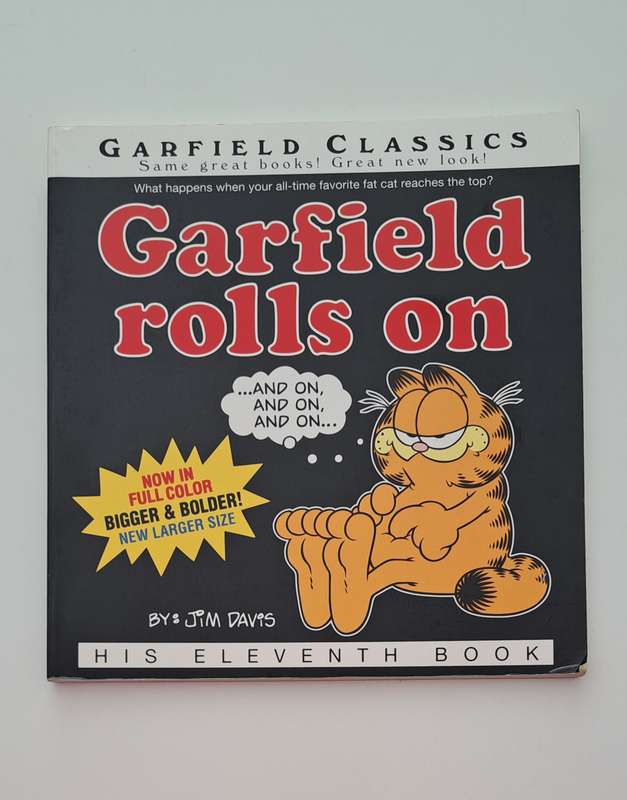 GARFIELD CLASSICS
Same great books! Great new look!
What happens when your all-time favorite fat cat reaches the top?
Garfield
rolls on
...AND ON,
AND ON,
AND ON...
NOW IN
FULL COLOR
BIGGER & BOLDER!
NEW LARGER SIZE
BY: JIM DAVIS
HIS ELEVENTH BOOK